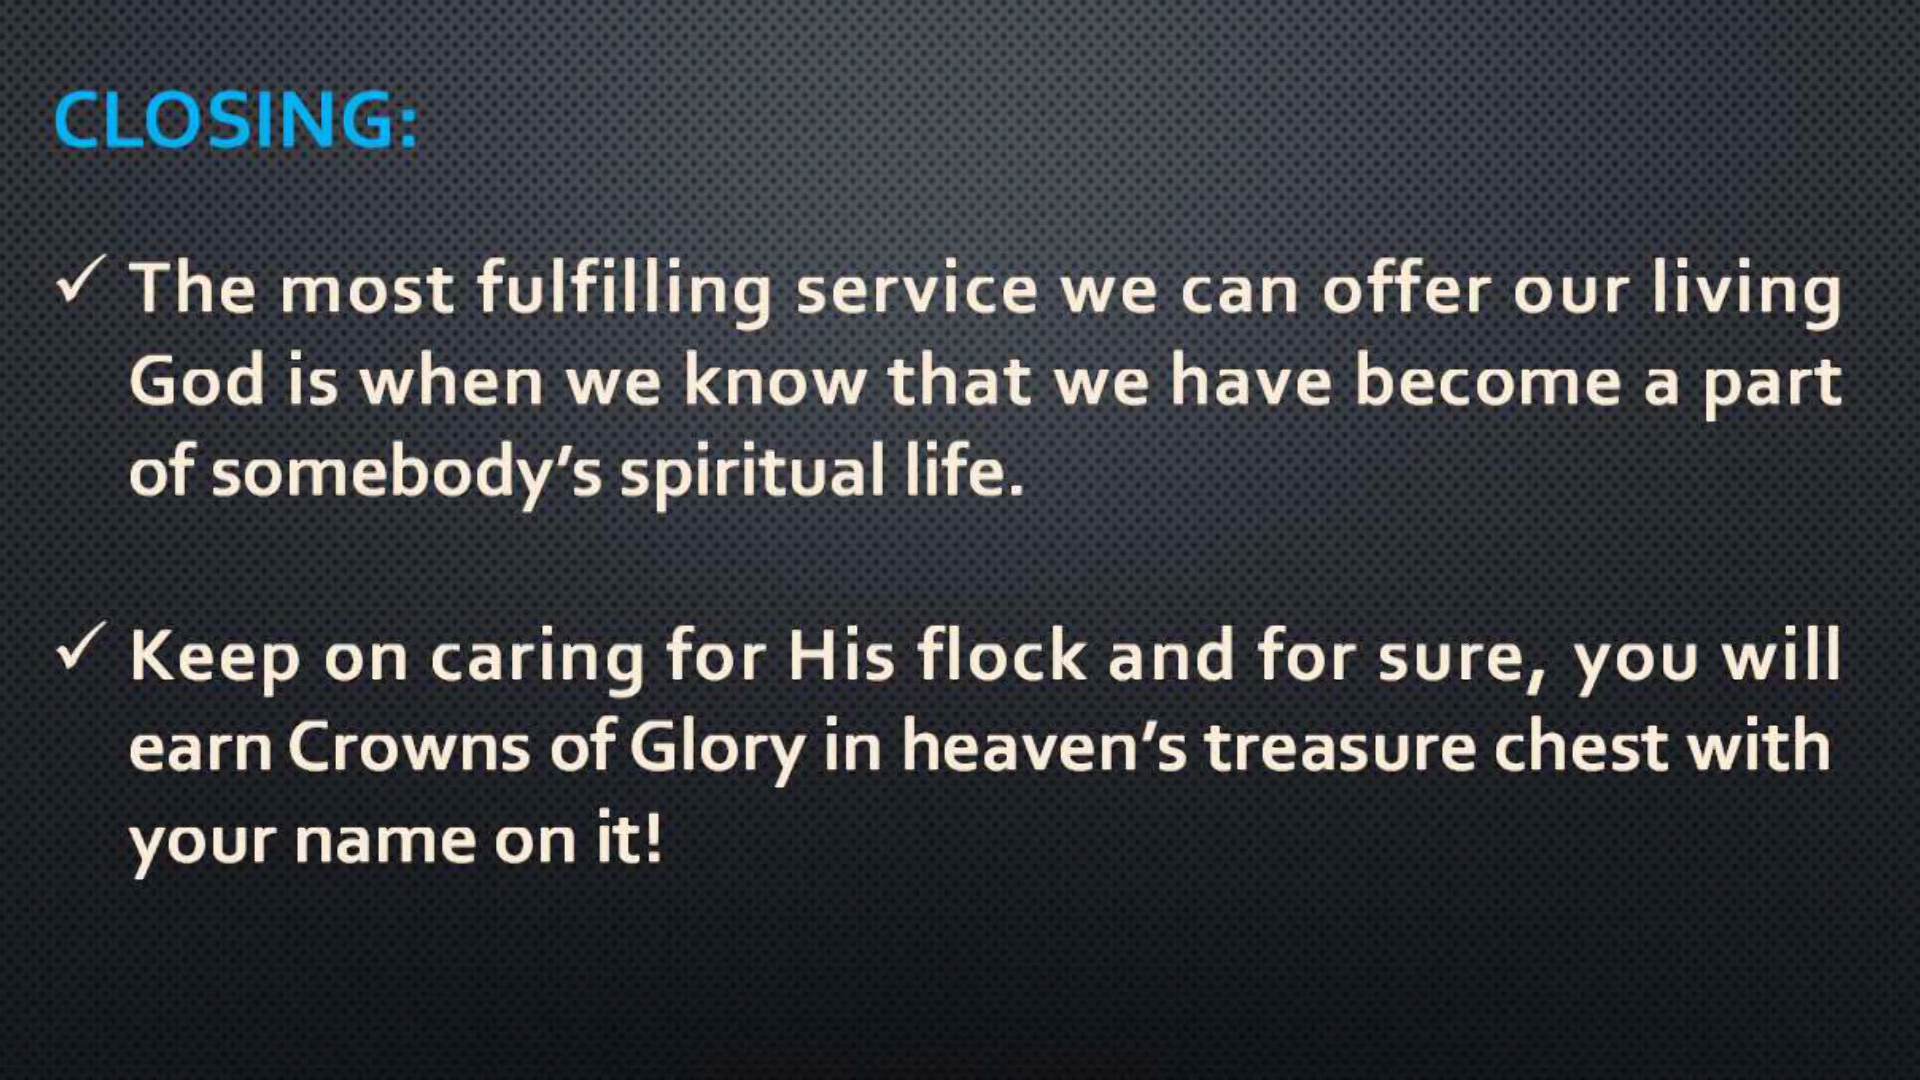 CLOSING:
✓ The most fulfilling service we can offer our living
God is when we know that we have become a part
of somebody’s spiritual life.
✓ Keep on caring for His flock and for sure, you will
earn Crowns of Glory in heaven’s treasure chest with
your name on it!